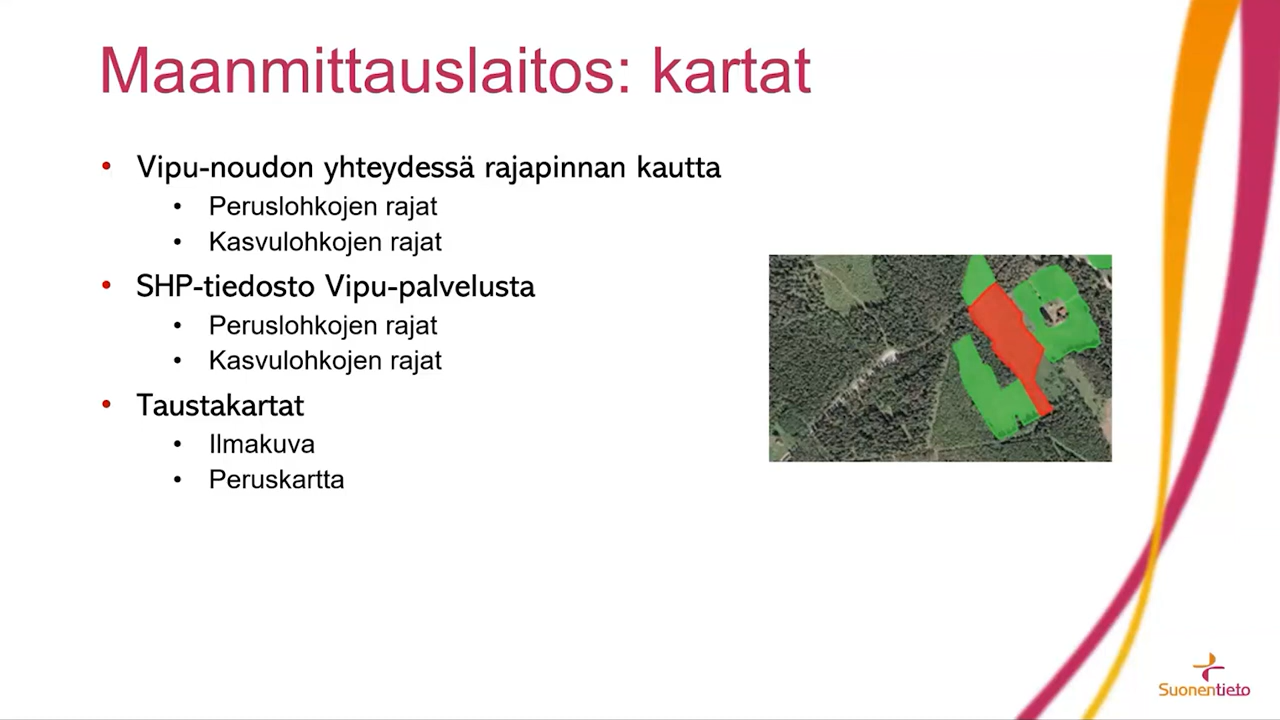 Maanmittauslaitos: kartat
• Vipu-noudon yhteydessä rajapinnan kautta
• Peruslohkojen rajat
• Kasvulohkojen rajat
• SHP-tiedosto Vipu-palvelusta
• Peruslohkojen rajat
• Kasvulohkojen rajat
• Taustakartat
• Ilmakuva
• Peruskartta
Suonentieto